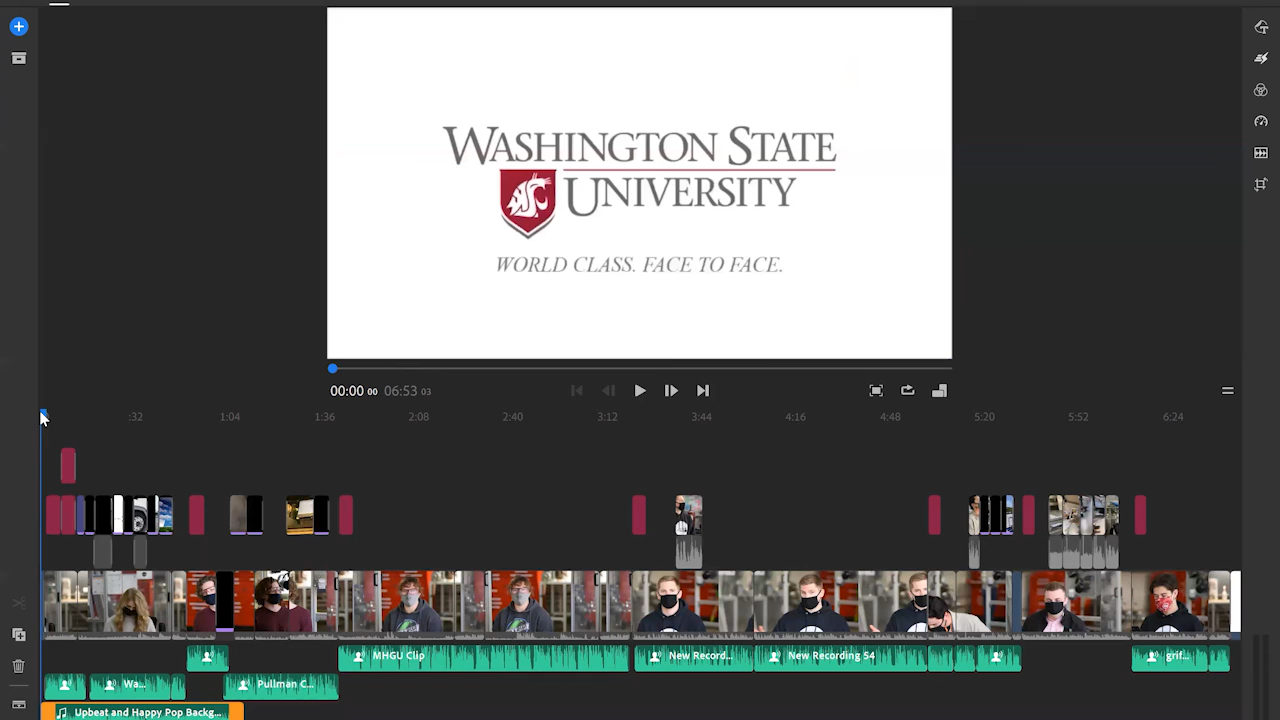 WASHINGTON STATE
UNIVERSITY
WORLD CLASS. FACE TO FACE.
00:00 00 06:53 03
:32 1:04 1:36 2:08 2:40 3:12 3:44 4:16 4:48 5:20 5:52 6:24
MHGU Clip
New Record...
New Recording 54
grif...
Wa...
Pullman C...
Upbeat and Happy Pop Backg...